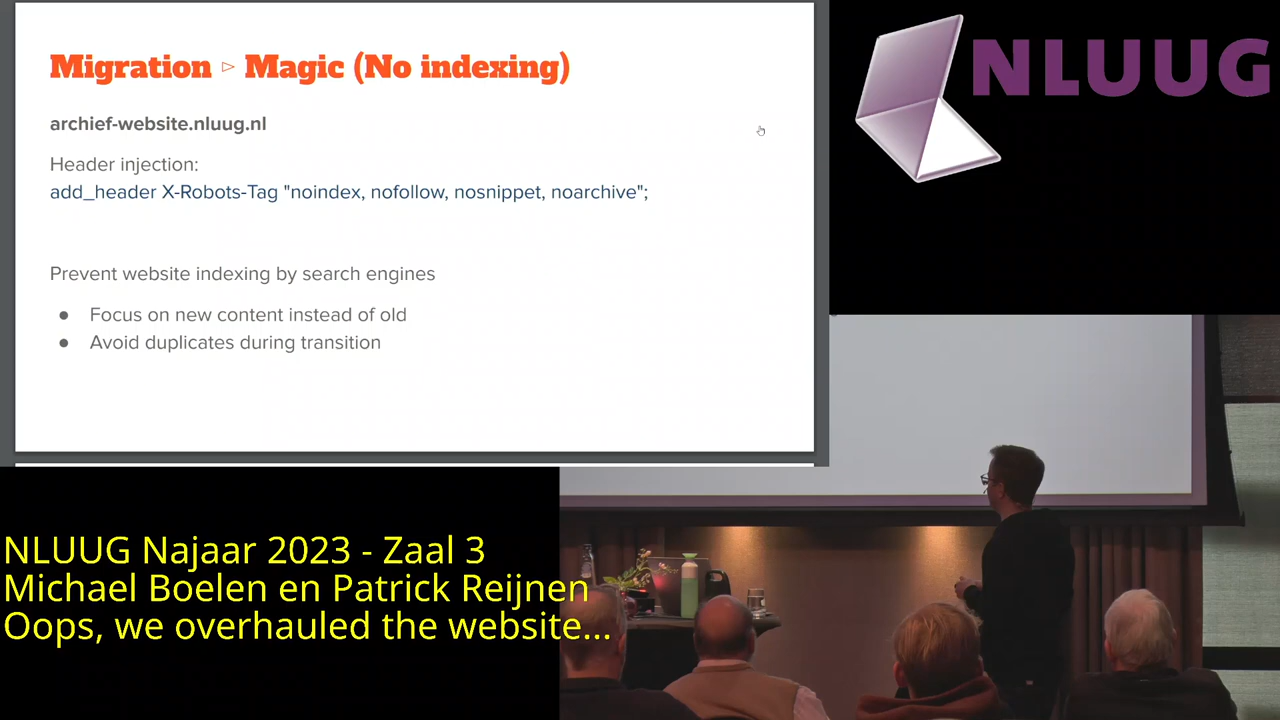 Migration ▷ Magic (No indexing)
archief-website.nluug.nl
Header injection:
add_header X-Robots-Tag "noindex, nofollow, nosnippet, noarchive";
Prevent website indexing by search engines
● Focus on new content instead of old
● Avoid duplicates during transition
NLUUG
NLUUG Najaar 2023 - Zaal 3
Michael Boelen en Patrick Reijnen
Oops, we overhauled the website...